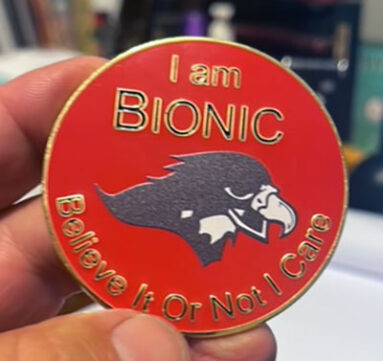 I am
BIONIC
Believe It Or Not I Care